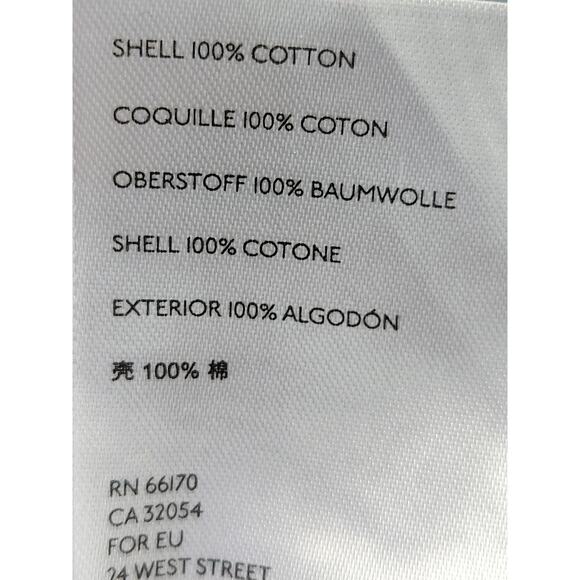 SHELL 100% COTTON
COQUILLE 100% COTON
OBERSTOFF 100% BAUMWOLLE
SHELL 100% COTONE
EXTERIOR 100% ALGODÓN
壳 100% 棉
RN 66170
CA 32054
FOR EU
24 WEST STREET